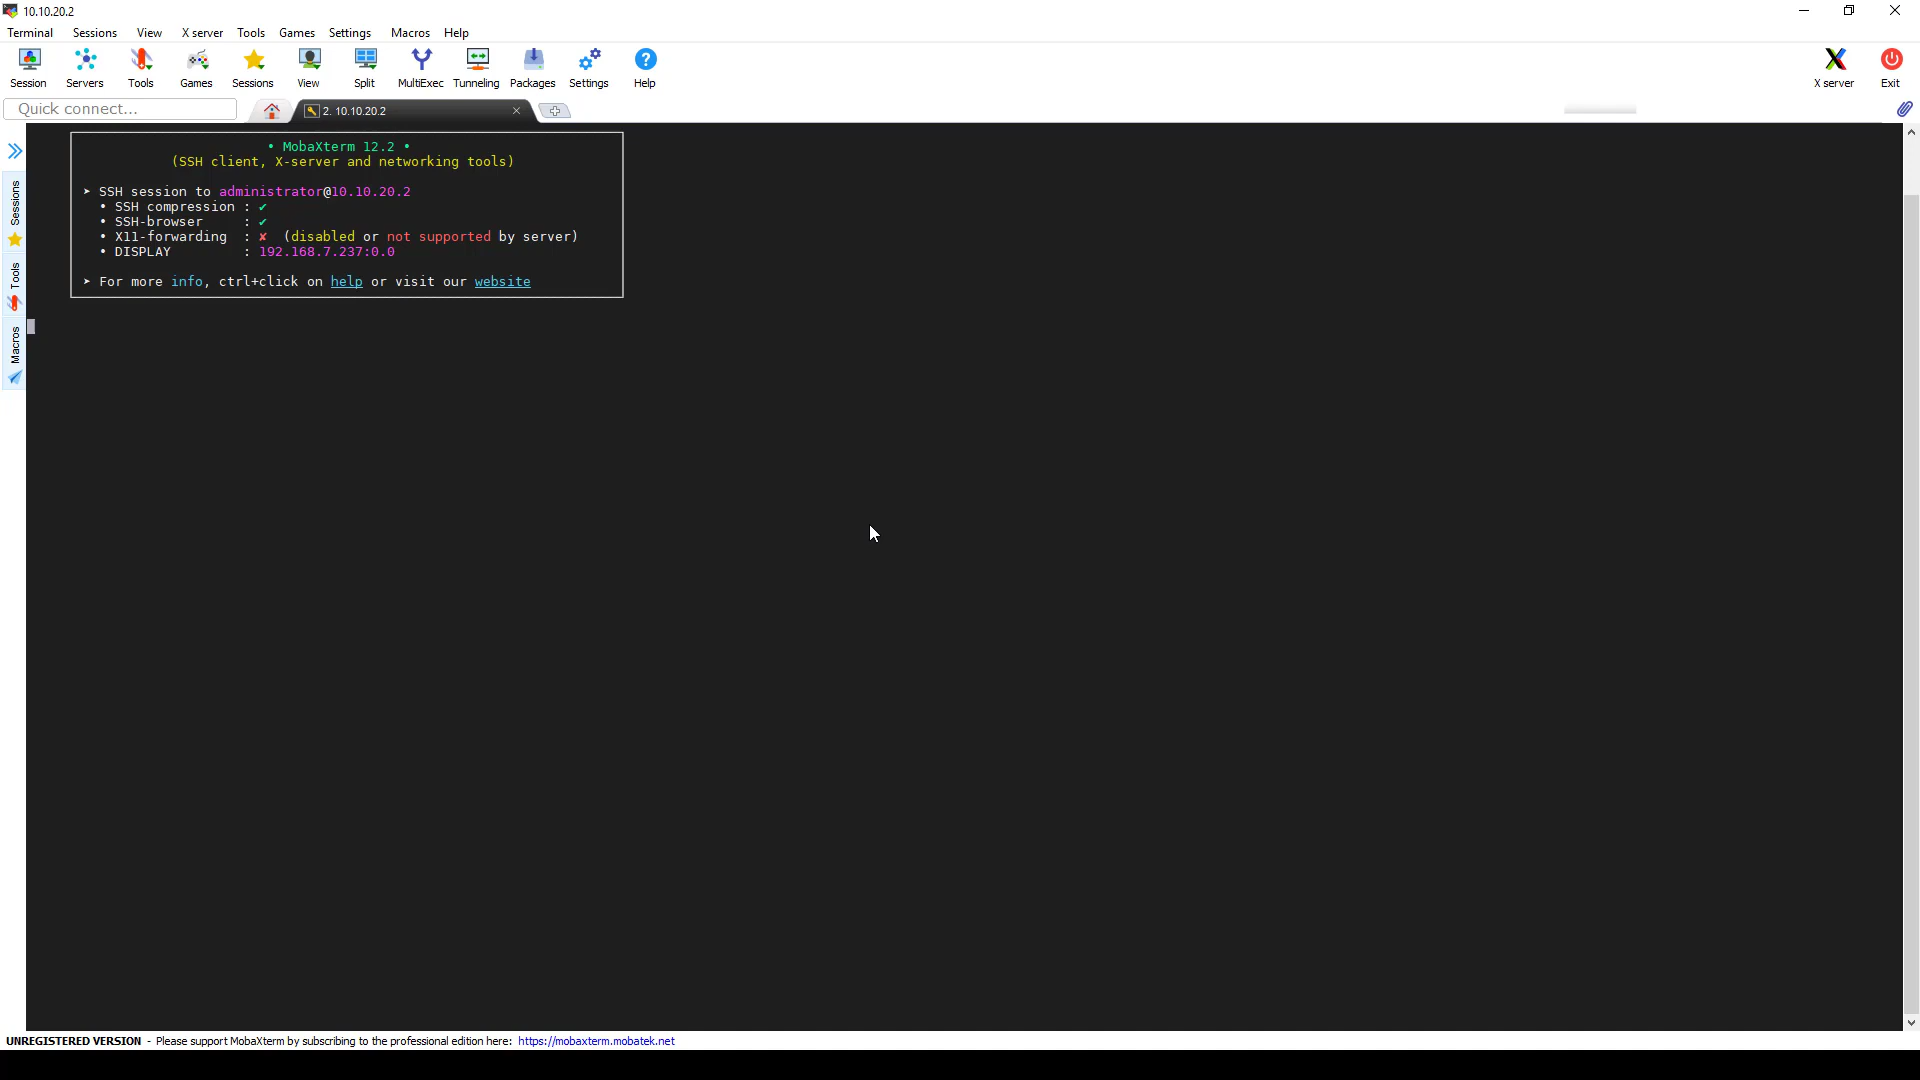 10.10.20.2
Terminal Sessions View X server Tools Games Settings Macros Help
Session Servers Tools Games Sessions View Split MultiExec Tunneling Packages Settings Help X server Exit
Quick connect... 2. 10.10.20.2
• MobaXterm 12.2 •
(SSH client, X-server and networking tools)
➤ SSH session to administrator@10.10.20.2
• SSH compression : ✔
• SSH-browser : ✔
• X11-forwarding : ✘ (disabled or not supported by server)
• DISPLAY : 192.168.7.237:0.0
➤ For more info, ctrl+click on help or visit our website
Sessions
Tools
Macros
UNREGISTERED VERSION - Please support MobaXterm by subscribing to the professional edition here: https://mobaxterm.mobatek.net